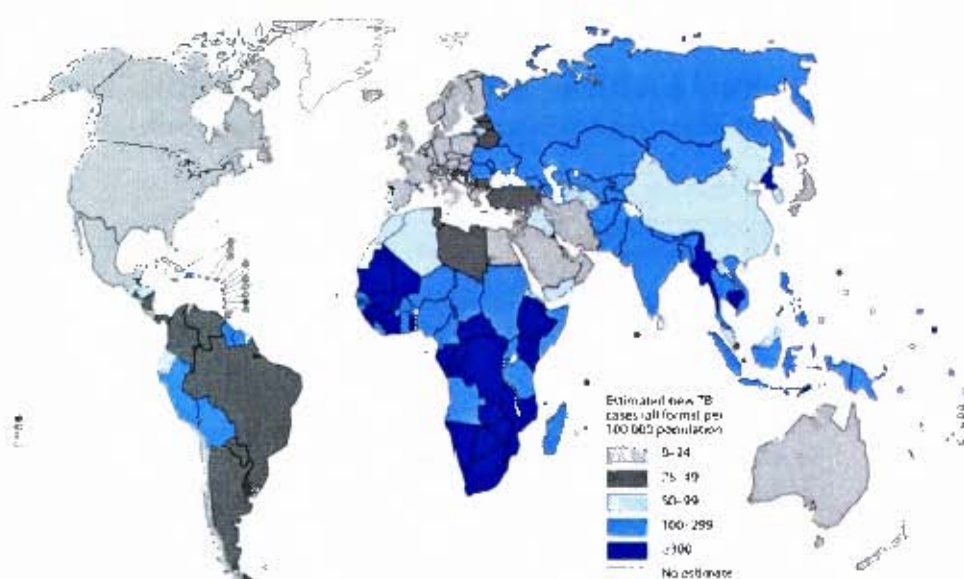 Estimated new TB
cases (all forms) per
100 000 population
0–24
25–49
50–99
100–299
≥300
No estimate